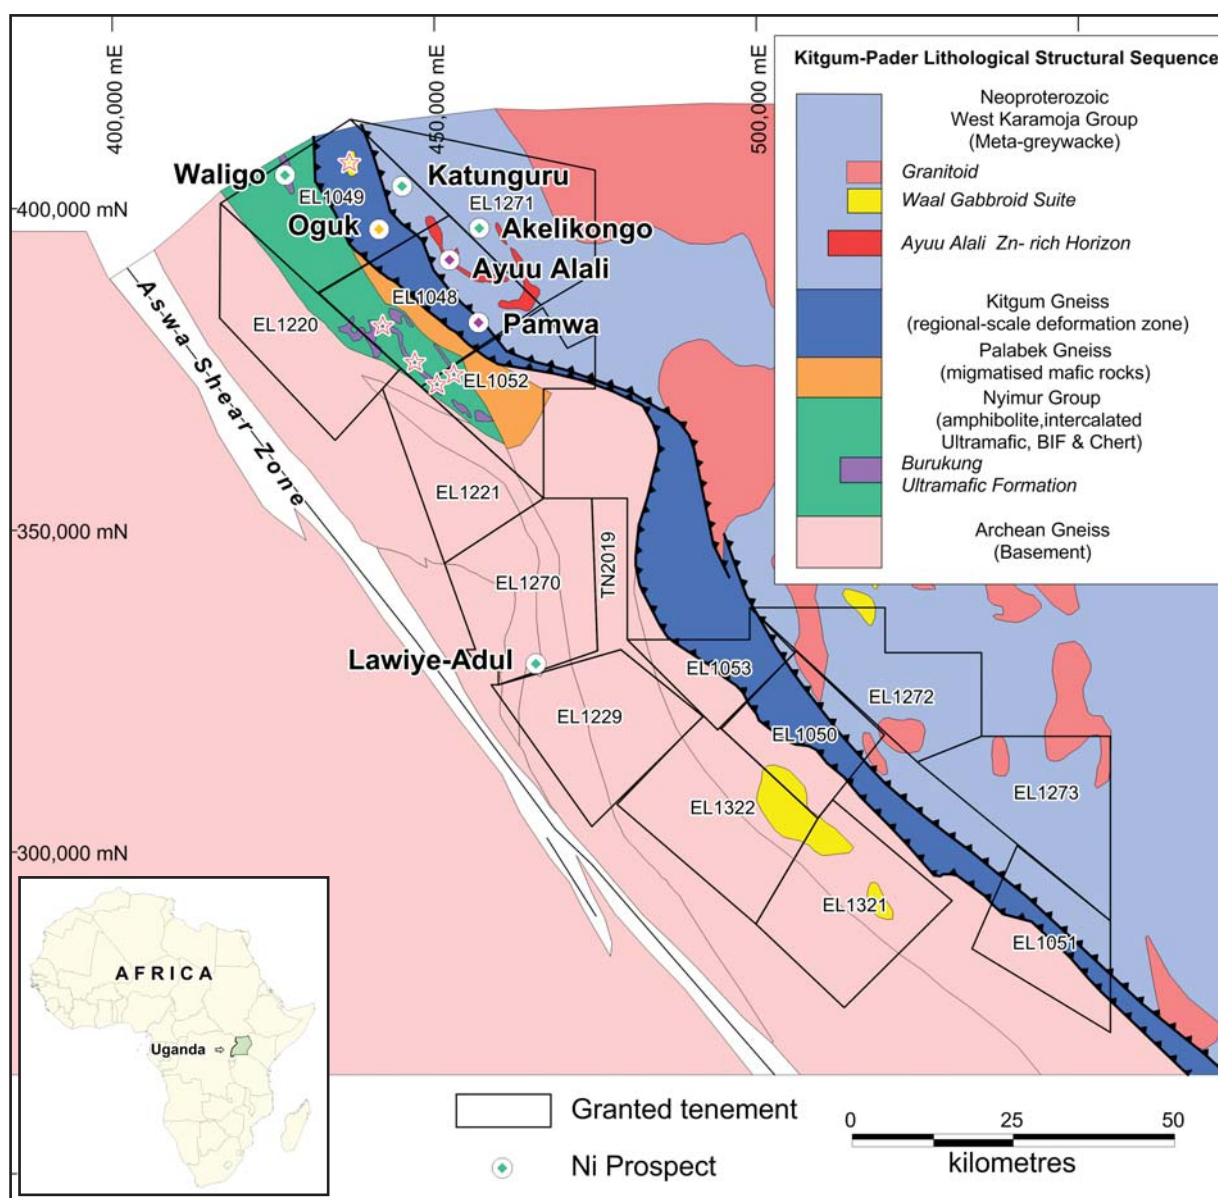 400,000 mE
450,000 mE
500,000 mE
Kitgum-Pader Lithological Structural Sequence
Neoproterozoic
West Karamoja Group
(Meta-greywacke)
Granitoid
Waal Gabbroid Suite
Ayuu Alali Zn- rich Horizon
Kitgum Gneiss
(regional-scale deformation zone)
Palabek Gneiss
(migmatised mafic rocks)
Nyimur Group
(amphibolite,intercalated
Ultramafic, BIF & Chert)
Burukung
Ultramafic Formation
Archean Gneiss
(Basement)
Waligo
Katunguru
EL1049
EL1271
400,000 mN
Oguk
Akelikongo
Ayuu Alali
EL1048
Aswa Shear Zone
EL1220
Pamwa
EL1052
EL1221
350,000 mN
EL1270
TN2019
Lawiye-Adul
EL1053
EL1272
EL1229
EL1050
EL1322
EL1273
300,000 mN
EL1321
EL1051
AFRICA
Uganda
Granted tenement
Ni Prospect
0 25 50
kilometres